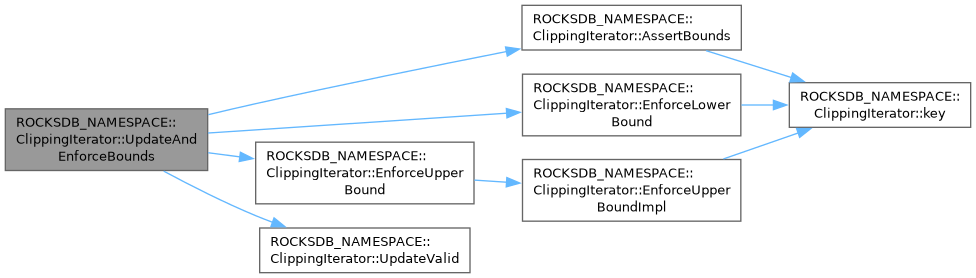 ROCKSDB_NAMESPACE::
ClippingIterator::UpdateAnd
EnforceBounds
ROCKSDB_NAMESPACE::
ClippingIterator::AssertBounds
ROCKSDB_NAMESPACE::
ClippingIterator::key
ROCKSDB_NAMESPACE::
ClippingIterator::EnforceLower
Bound
ROCKSDB_NAMESPACE::
ClippingIterator::EnforceUpper
Bound
ROCKSDB_NAMESPACE::
ClippingIterator::EnforceUpper
BoundImpl
ROCKSDB_NAMESPACE::
ClippingIterator::UpdateValid